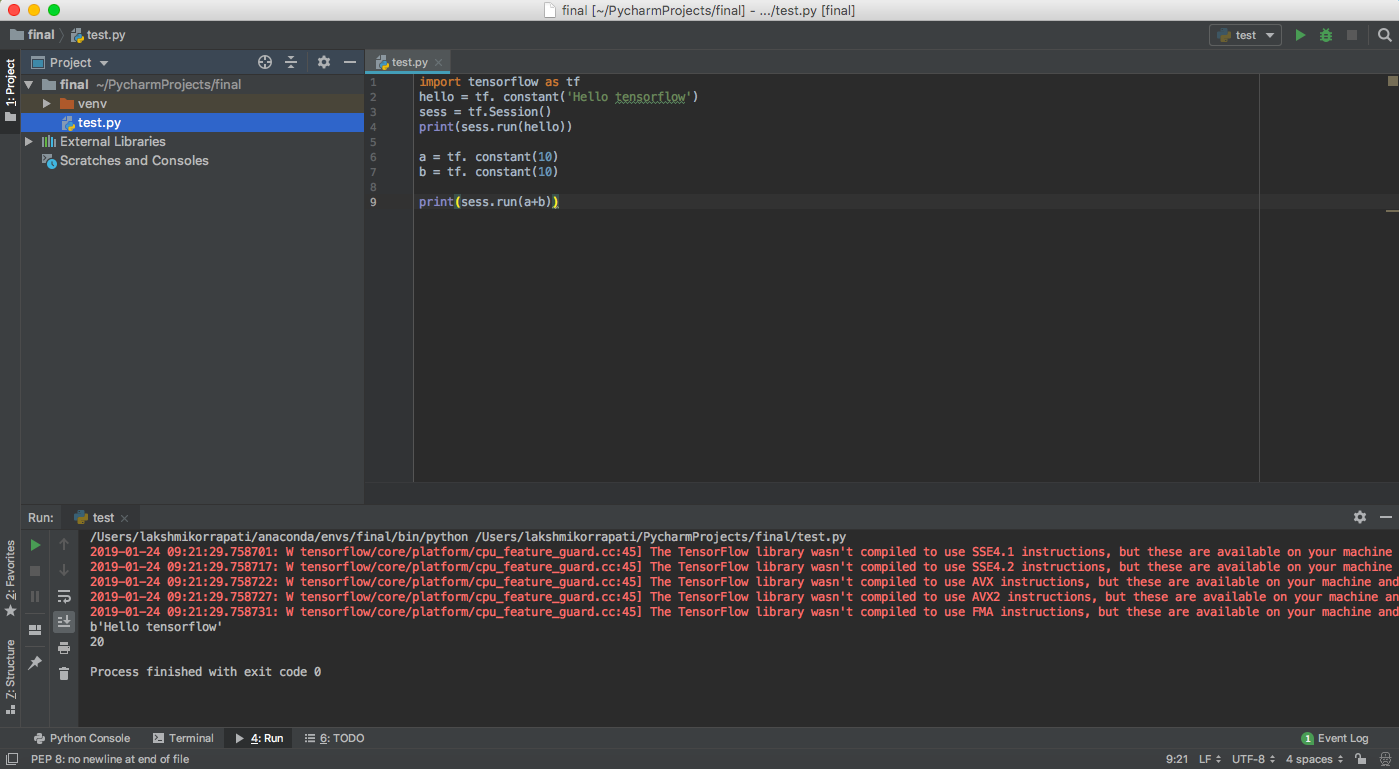 final [~/PycharmProjects/final] - .../test.py [final]
final test.py
test
1: Project
Project
final ~/PycharmProjects/final
venv
test.py
External Libraries
Scratches and Consoles
test.py
1 import tensorflow as tf
2 hello = tf. constant('Hello tensorflow')
3 sess = tf.Session()
4 print(sess.run(hello))
5
6 a = tf. constant(10)
7 b = tf. constant(10)
8
9 print(sess.run(a+b))
2: Favorites
7: Structure
Run: test
/Users/lakshmikorrapati/anaconda/envs/final/bin/python /Users/lakshmikorrapati/PycharmProjects/final/test.py
2019-01-24 09:21:29.758701: W tensorflow/core/platform/cpu_feature_guard.cc:45] The TensorFlow library wasn't compiled to use SSE4.1 instructions, but these are available on your machine
2019-01-24 09:21:29.758717: W tensorflow/core/platform/cpu_feature_guard.cc:45] The TensorFlow library wasn't compiled to use SSE4.2 instructions, but these are available on your machine
2019-01-24 09:21:29.758722: W tensorflow/core/platform/cpu_feature_guard.cc:45] The TensorFlow library wasn't compiled to use AVX instructions, but these are available on your machine and
2019-01-24 09:21:29.758727: W tensorflow/core/platform/cpu_feature_guard.cc:45] The TensorFlow library wasn't compiled to use AVX2 instructions, but these are available on your machine an
2019-01-24 09:21:29.758731: W tensorflow/core/platform/cpu_feature_guard.cc:45] The TensorFlow library wasn't compiled to use FMA instructions, but these are available on your machine and
b'Hello tensorflow'
20
Process finished with exit code 0
Python Console Terminal 4: Run 6: TODO 1 Event Log
PEP 8: no newline at end of file 9:21 LF UTF-8 4 spaces